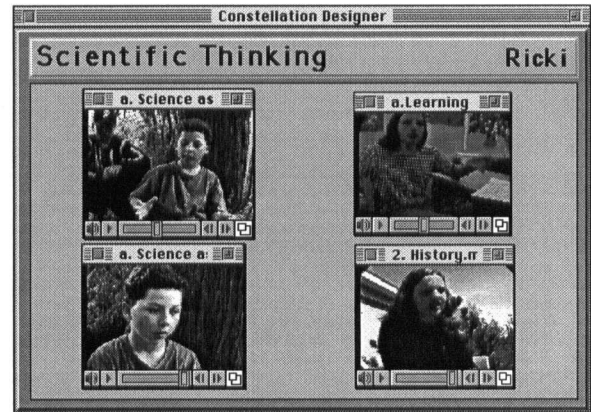 Constellation Designer
Scientific Thinking Ricki
a. Science as
a.Learning
a. Science a:
2. History.m